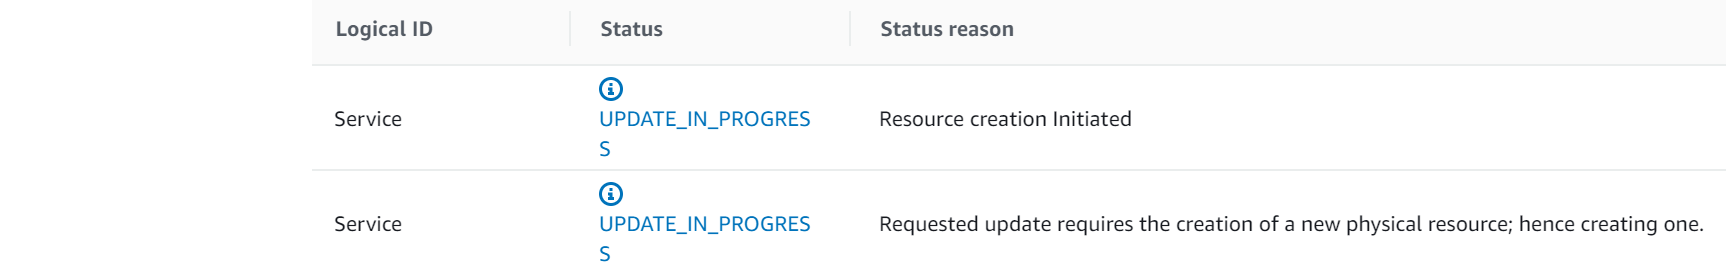 Logical ID Status Status reason
Service UPDATE_IN_PROGRES Resource creation Initiated
S
Service UPDATE_IN_PROGRES Requested update requires the creation of a new physical resource; hence creating one.
S